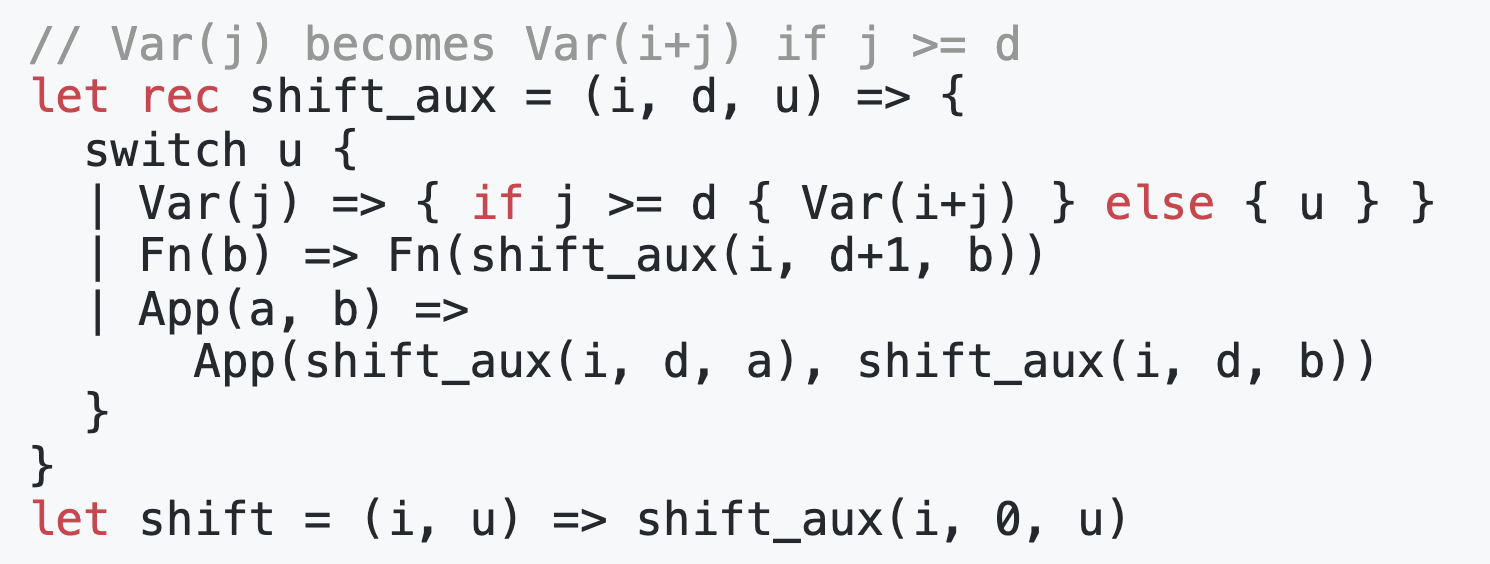 // Var(j) becomes Var(i+j) if j >= d
let rec shift_aux = (i, d, u) => {
  switch u {
  | Var(j) => { if j >= d { Var(i+j) } else { u } }
  | Fn(b) => Fn(shift_aux(i, d+1, b))
  | App(a, b) =>
      App(shift_aux(i, d, a), shift_aux(i, d, b))
  }
}
let shift = (i, u) => shift_aux(i, 0, u)